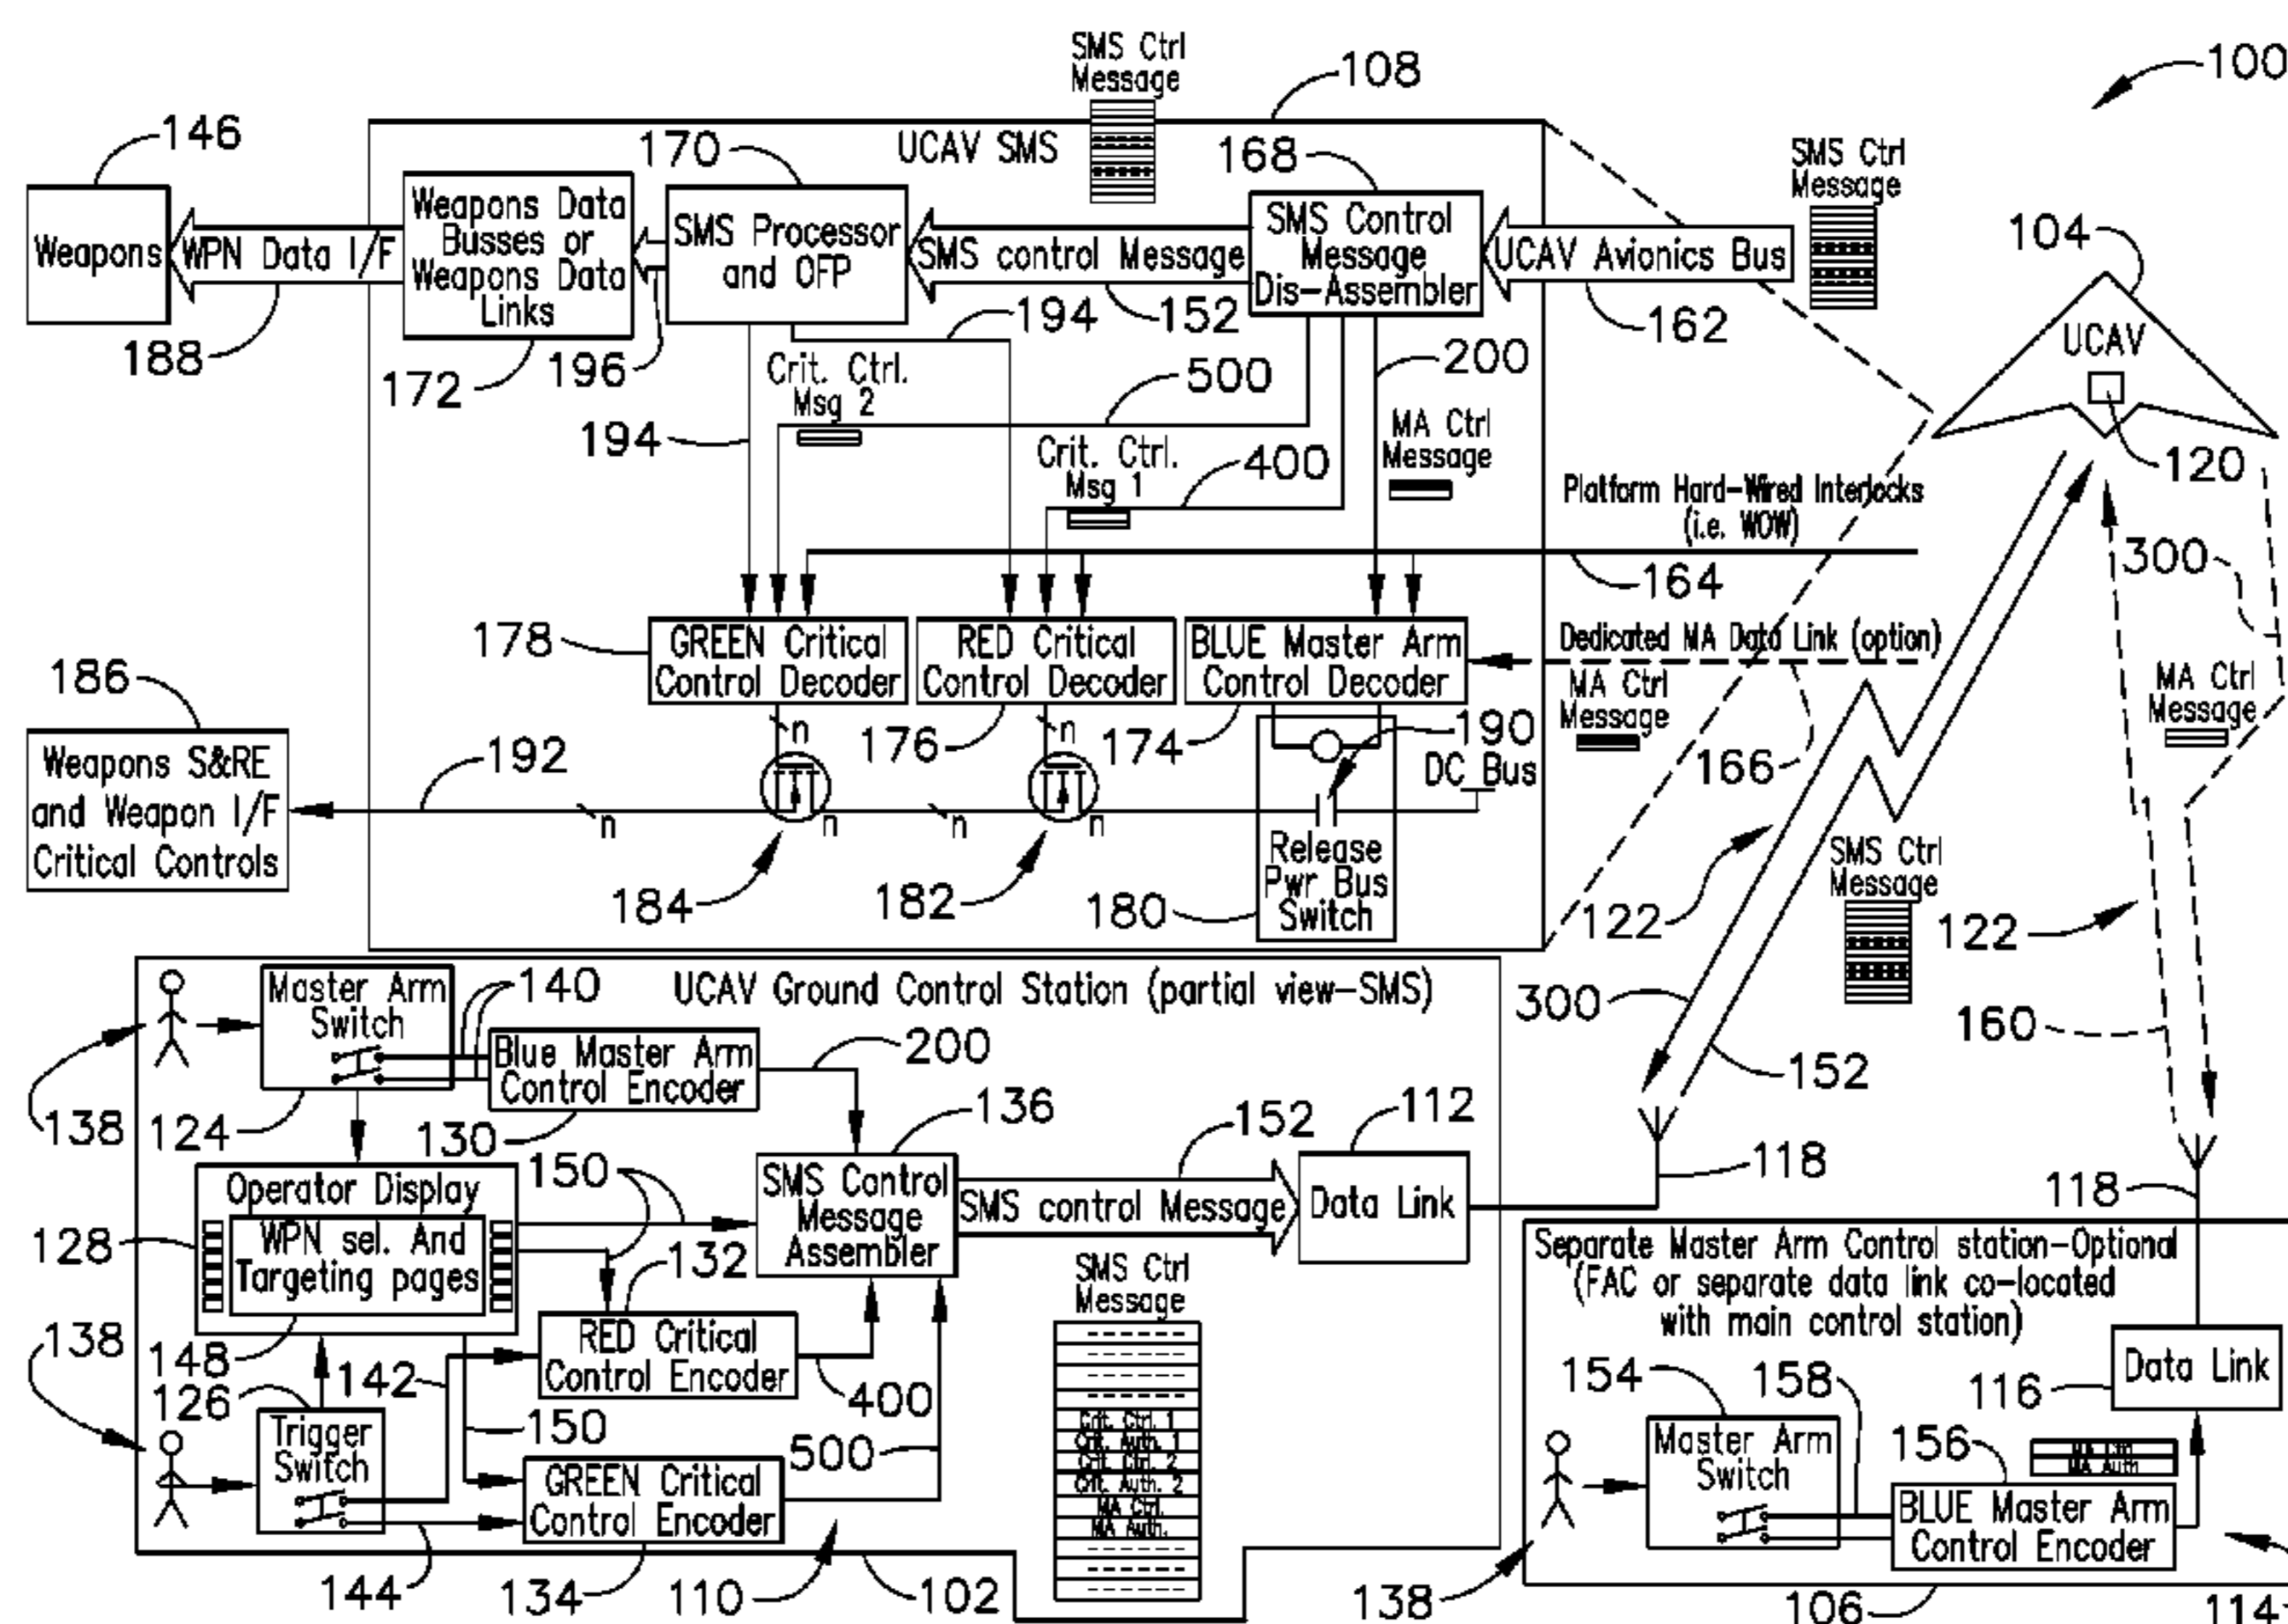 SMS Ctrl
Message
108
100
146
170
UCAV SMS
168
SMS Ctrl
Message
104
Weapons
WPN Data I/F
Weapons Data
Busses or
Weapons Data
Links
SMS Processor
and OFP
SMS control Message
SMS Control
Message
Dis-Assembler
UCAV Avionics Bus
UCAV
188
172
196
194
152
162
120
Crit. Ctrl.
Msg 2
500
200
194
Crit. Ctrl.
Msg 1
400
MA Ctrl
Message
Platform Hard-Wired Interlocks
(i.e. WOW)
164
300
178
GREEN Critical
Control Decoder
RED Critical
Control Decoder
BLUE Master Arm
Control Decoder
Dedicated MA Data Link (option)
MA Ctrl
Message
166
MA Ctrl
Message
186
Weapons S&RE
and Weapon I/F
Critical Controls
192
n
176
n
174
190
DC Bus
n
n
n
n
184
182
180
Release
Pwr Bus
Switch
122
SMS Ctrl
Message
122
138
Master Arm
Switch
140
UCAV Ground Control Station (partial view-SMS)
300
160
124
Blue Master Arm
Control Encoder
200
130
136
152
112
152
118
118
Operator Display
WPN sel. And
Targeting pages
128
148
150
SMS Control
Message
Assembler
SMS control Message
Data Link
132
RED Critical
Control Encoder
400
SMS Ctrl
Message
Crit. Ctrl. 1
Crit. Auth. 1
Crit. Ctrl. 2
Crit. Auth. 2
MA Ctrl.
MA Auth.
138
126
142
Trigger
Switch
150
500
GREEN Critical
Control Encoder
144
134
110
102
Separate Master Arm Control station-Optional
(FAC or separate data link co-located
with main control station)
154
158
116
Data Link
Master Arm
Switch
156
MA Ctrl
MA Auth
BLUE Master Arm
Control Encoder
138
106
114